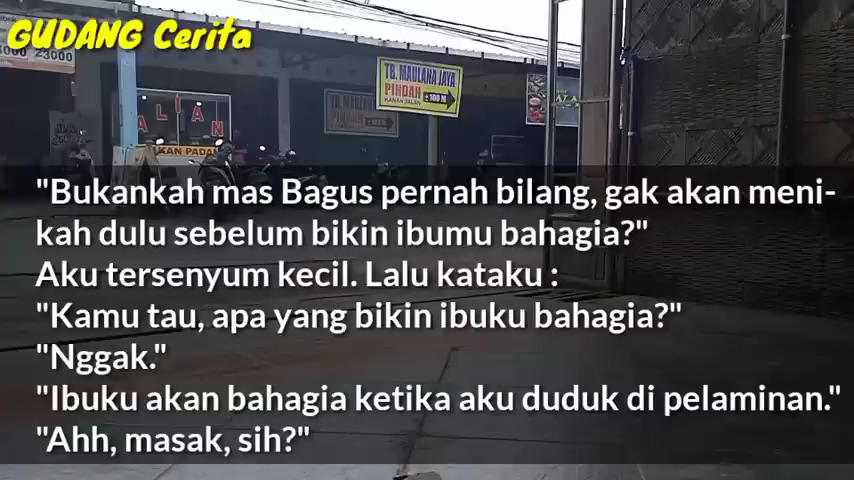 GUDANG Cerita
23000
TB. MAULANA JAYA
PINDAH
KANAN JALAN ± 100 M
ALIAN
"Bukankah mas Bagus pernah bilang, gak akan meni-
kah dulu sebelum bikin ibumu bahagia?"
Aku tersenyum kecil. Lalu kataku :
"Kamu tau, apa yang bikin ibuku bahagia?"
"Nggak."
"Ibuku akan bahagia ketika aku duduk di pelaminan."
"Ahh, masak, sih?"